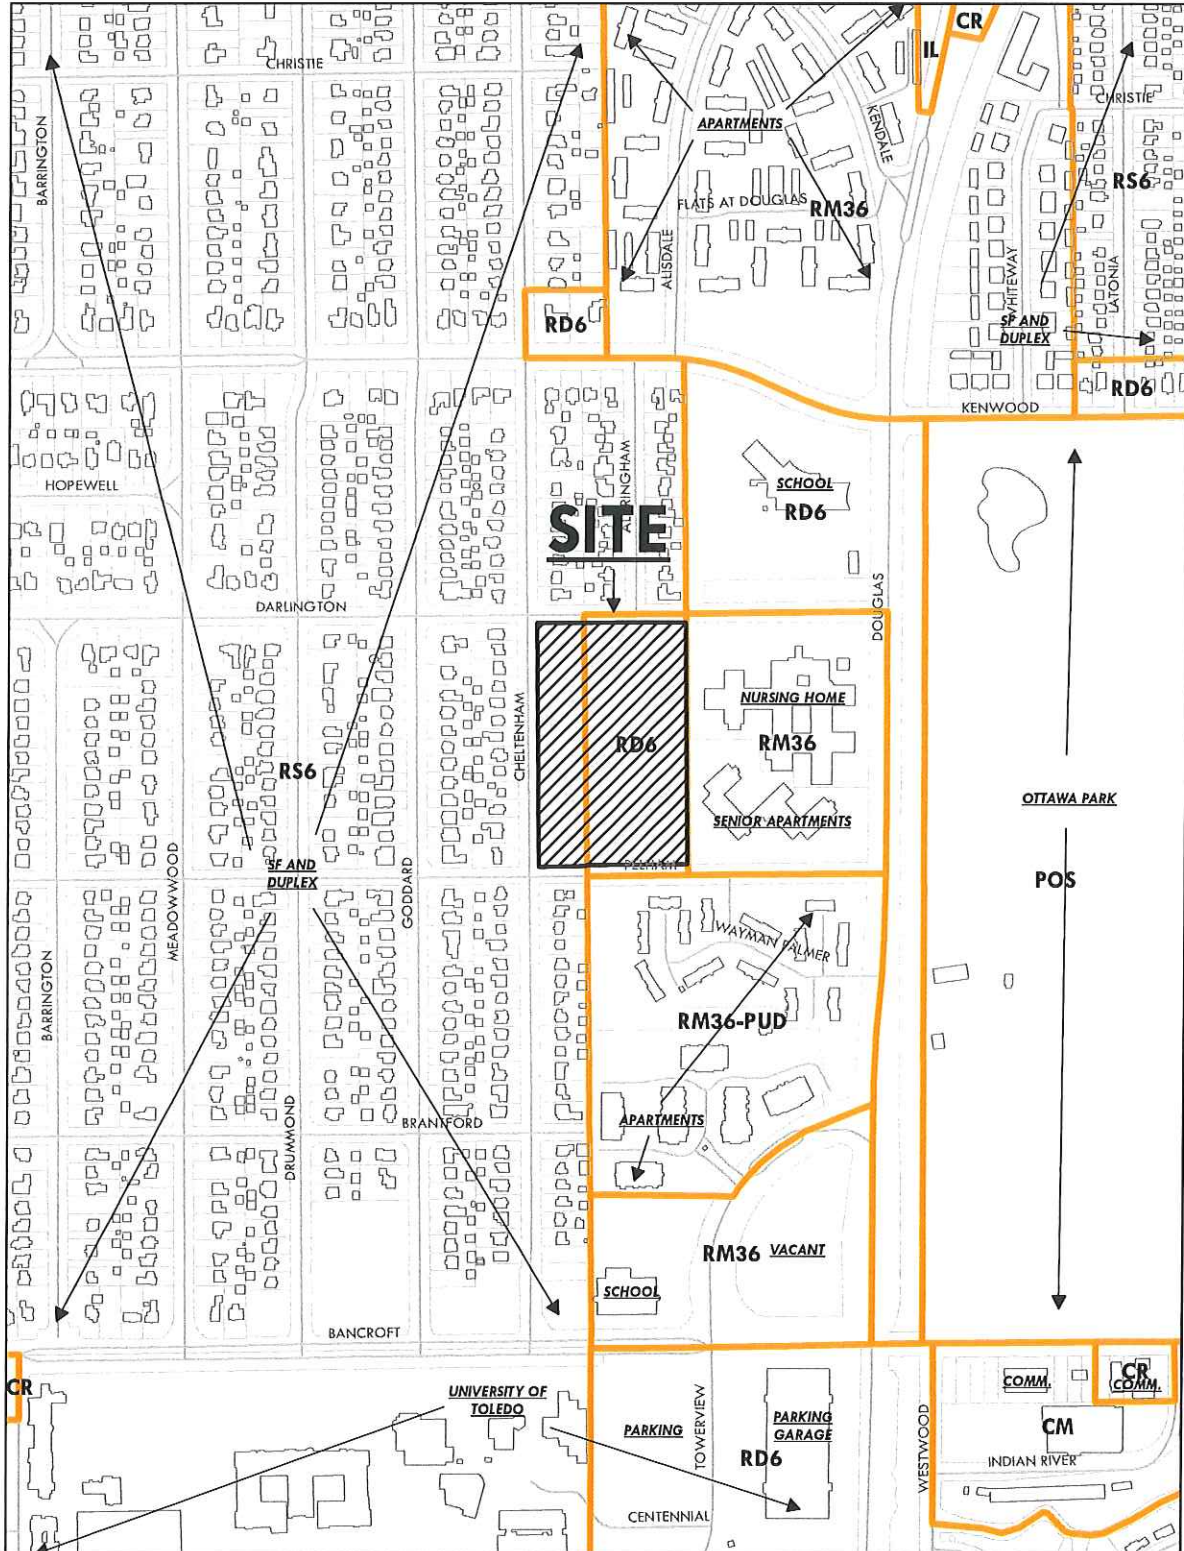 CR
IL
CHRISTIE
CHRISTIE
APARTMENTS
BARRINGTON
KENDALE
RS6
FLATS AT DOUGLAS
RM36
ALISDALE
WHITEWAY
LATONIA
RD6
SF AND
DUPLEX
RD6
KENWOOD
HOPEWELL
SCHOOL
RD6
SITE
DARLINGTON
DOUGLAS
NURSING HOME
CHELTENHAM
RD6
RM36
RS6
OTTAWA PARK
SENIOR APARTMENTS
SF AND
DUPLEX
PELHAM
MEADOWWOOD
GODDARD
POS
WAYMAN PALMER
BARRINGTON
RM36-PUD
DRUMMOND
BRANTFORD
APARTMENTS
RM36
VACANT
SCHOOL
BANCROFT
CR
UNIVERSITY OF
TOLEDO
COMM.
CR
COMM.
PARKING
TOWERVIEW
PARKING
GARAGE
WESTWOOD
CM
RD6
INDIAN RIVER
CENTENNIAL